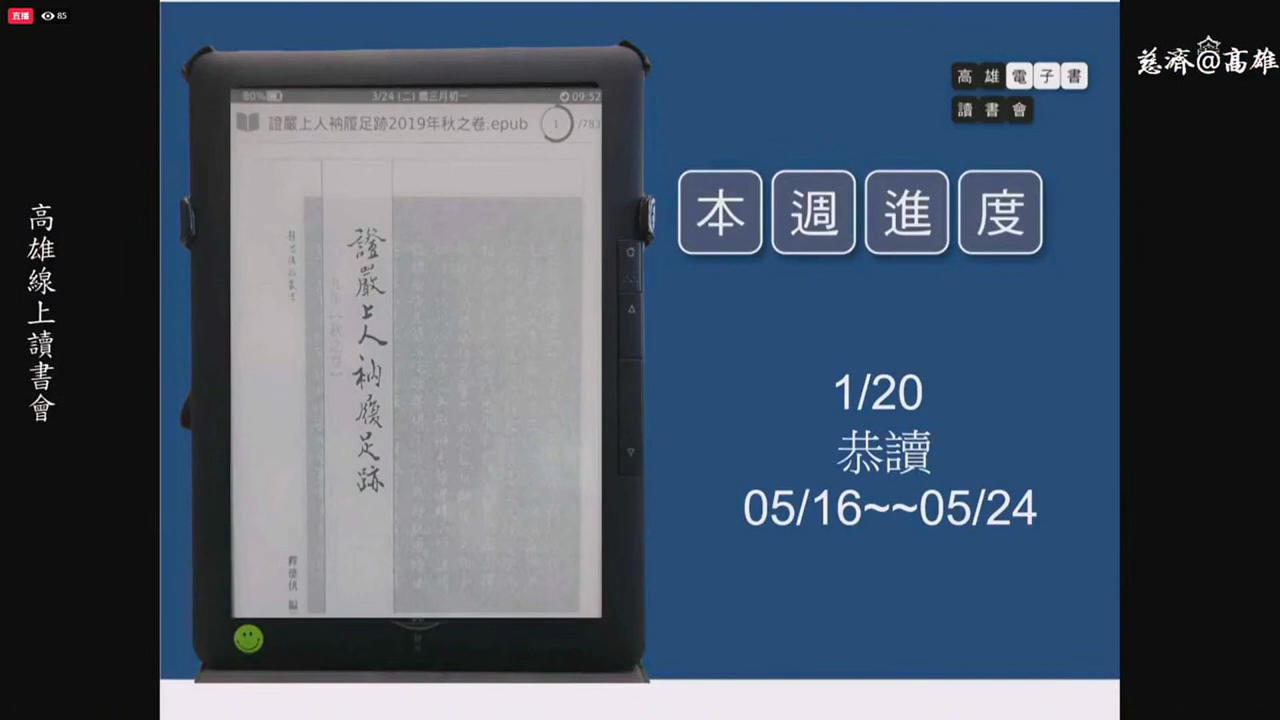 直播 85
慈濟@高雄
高雄線上讀書會
高雄電子書
讀書會
本週進度
1/20
恭讀
05/16~~05/24
80% 3/24 (二) 農三月初一 09:52
證嚴上人衲履足跡2019年秋之卷.epub 1 /783
證嚴上人衲履足跡